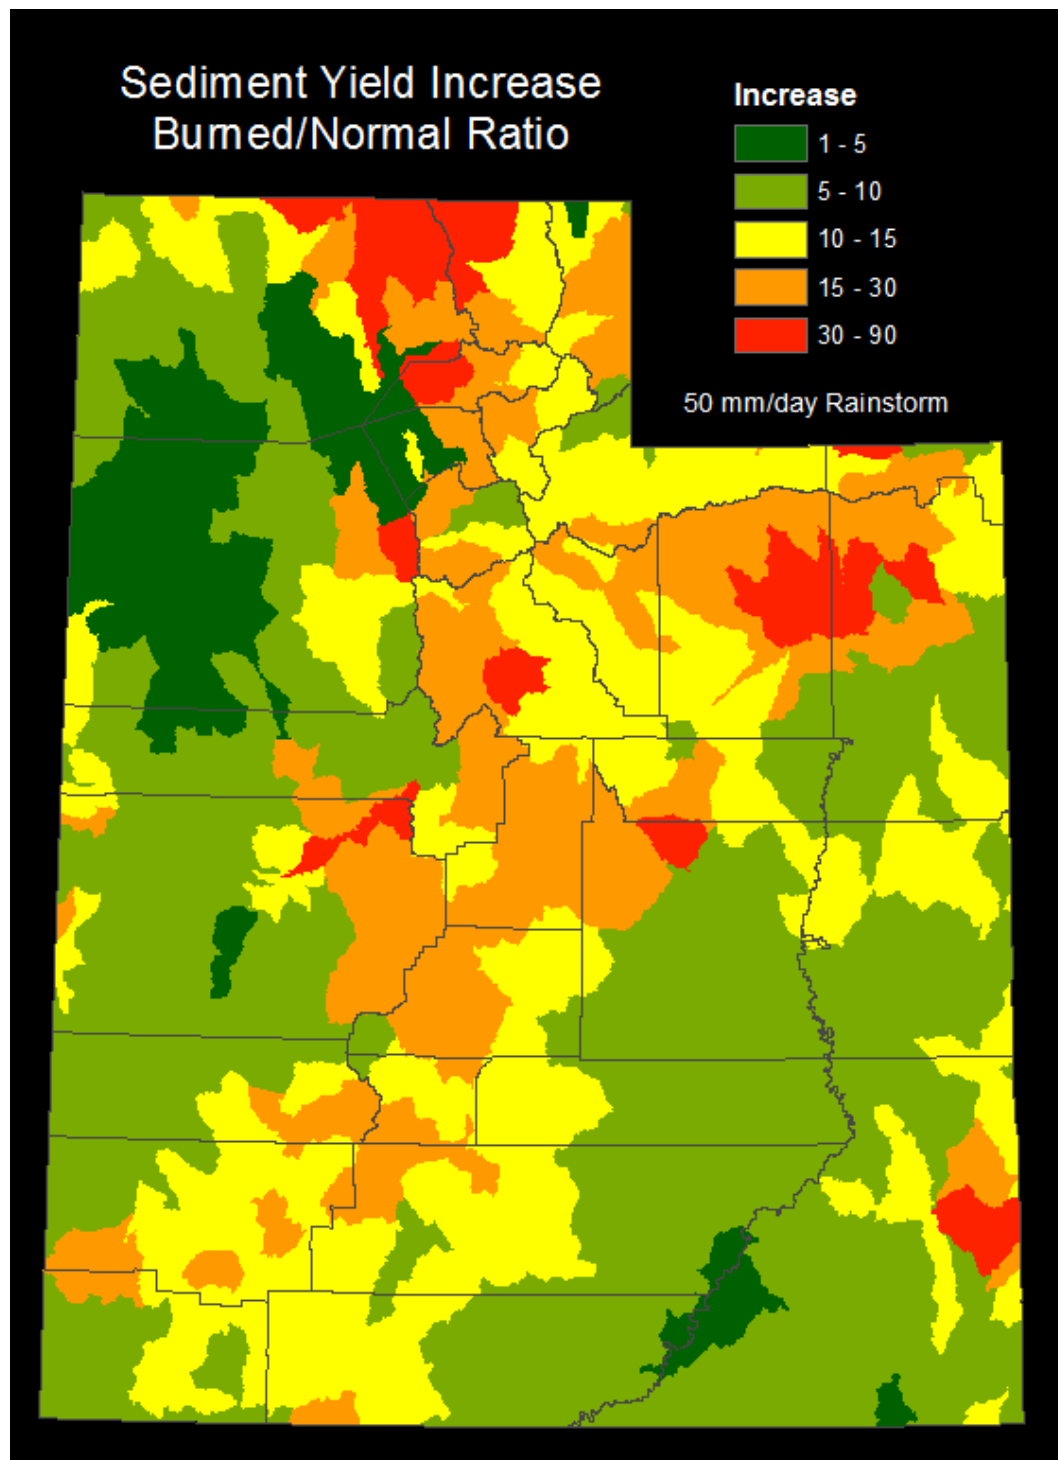 Sediment Yield Increase
Burned/Normal Ratio
Increase
1 - 5
5 - 10
10 - 15
15 - 30
30 - 90
50 mm/day Rainstorm